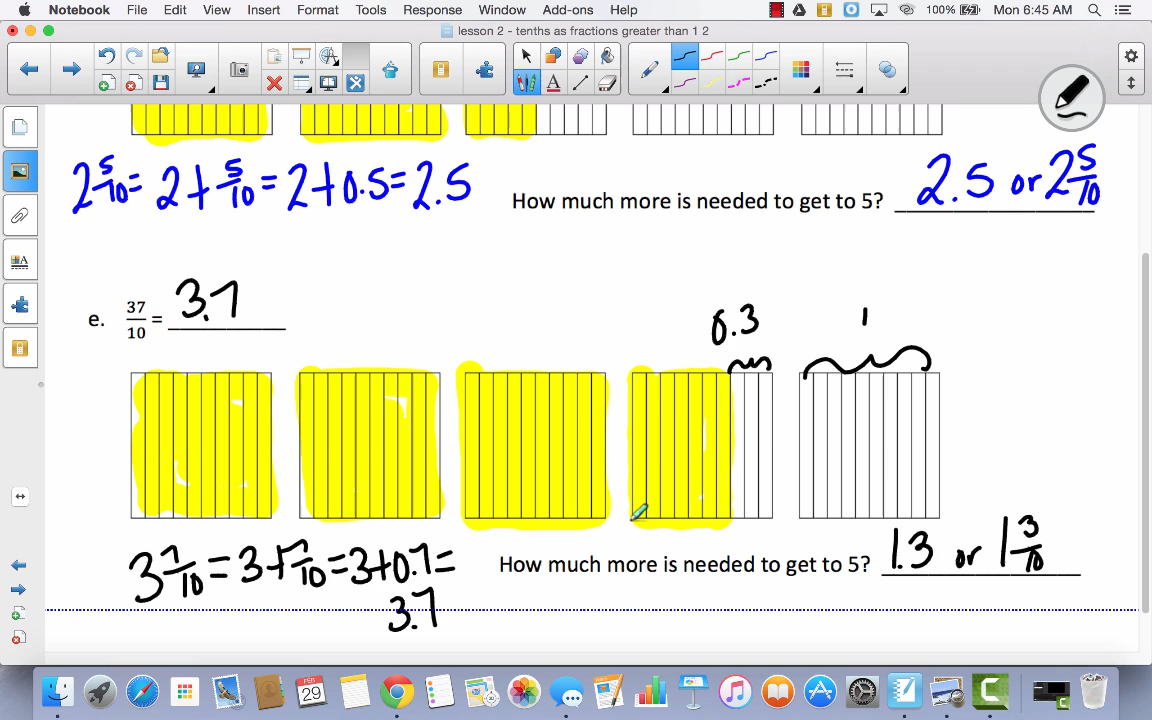 Notebook File Edit View Insert Format Tools Response Window Add-ons Help 100% Mon 6:45 AM
lesson 2 - tenths as fractions greater than 1 2
2 5/10 = 2 + 5/10 = 2 + 0.5 = 2.5
How much more is needed to get to 5? 2.5 or 2 5/10
e. 37/10 = 3.7
0.3 1
3 7/10 = 3 + 7/10 = 3 + 0.7 =
3.7
How much more is needed to get to 5? 1.3 or 1 3/10
FEB
29